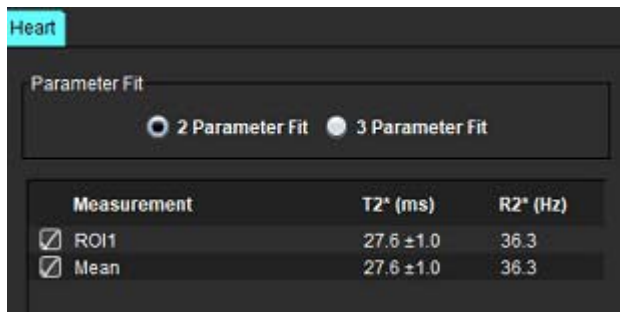 Heart
Parameter Fit
2 Parameter Fit 3 Parameter Fit
Measurement T2* (ms) R2* (Hz)
ROI1 27.6 ±1.0 36.3
Mean 27.6 ±1.0 36.3